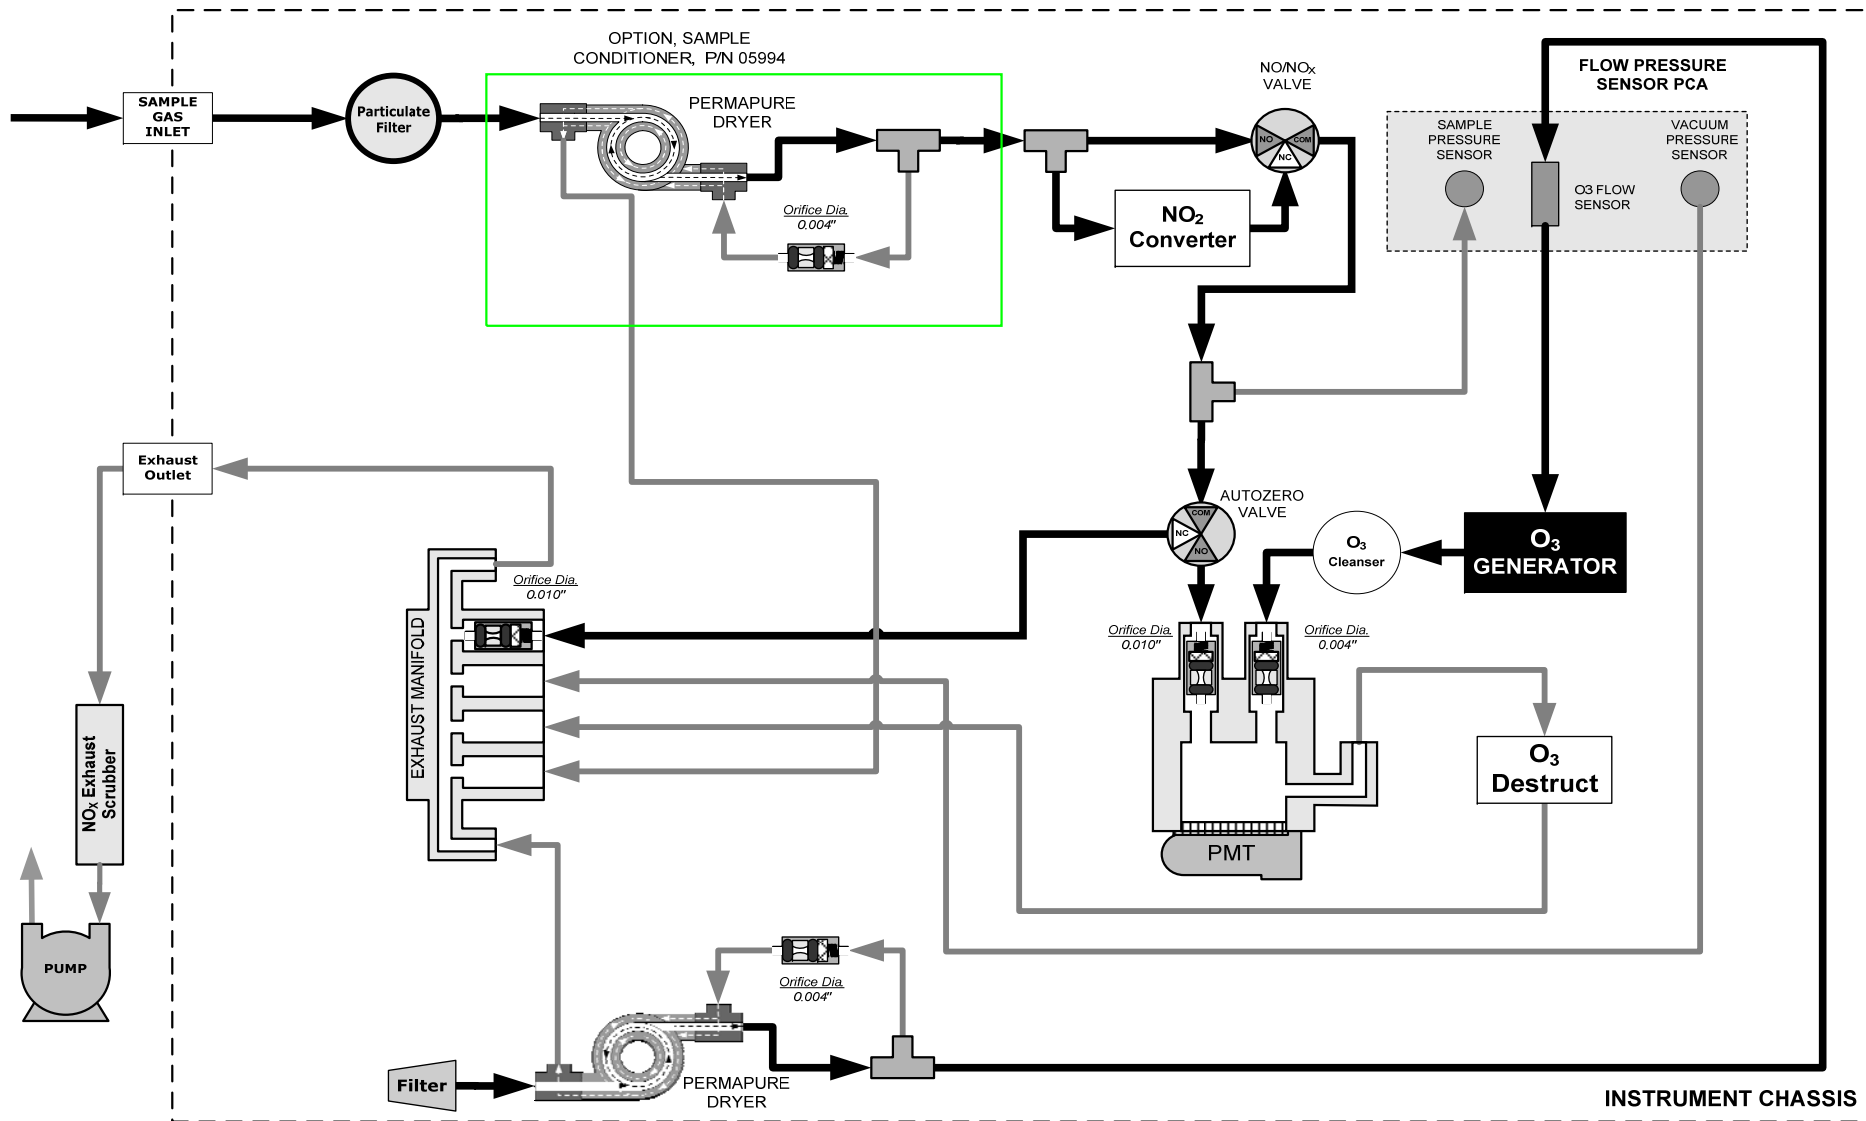 OPTION, SAMPLE
CONDITIONER, P/N 05994
NO/NOX
VALVE
FLOW PRESSURE
SENSOR PCA
SAMPLE
GAS
INLET
Particulate
Filter
PERMAPURE
DRYER
NO
COM
NC
SAMPLE
PRESSURE
SENSOR
VACUUM
PRESSURE
SENSOR
O3 FLOW
SENSOR
Orifice Dia.
0.004"
NO2
Converter
Exhaust
Outlet
AUTOZERO
VALVE
COM
NC
NO
O3
Cleanser
O3
GENERATOR
Orifice Dia.
0.010"
EXHAUST MANIFOLD
Orifice Dia.
0.010"
Orifice Dia.
0.004"
NOX Exhaust
Scrubber
O3
Destruct
PMT
PUMP
Orifice Dia.
0.004"
Filter
PERMAPURE
DRYER
INSTRUMENT CHASSIS